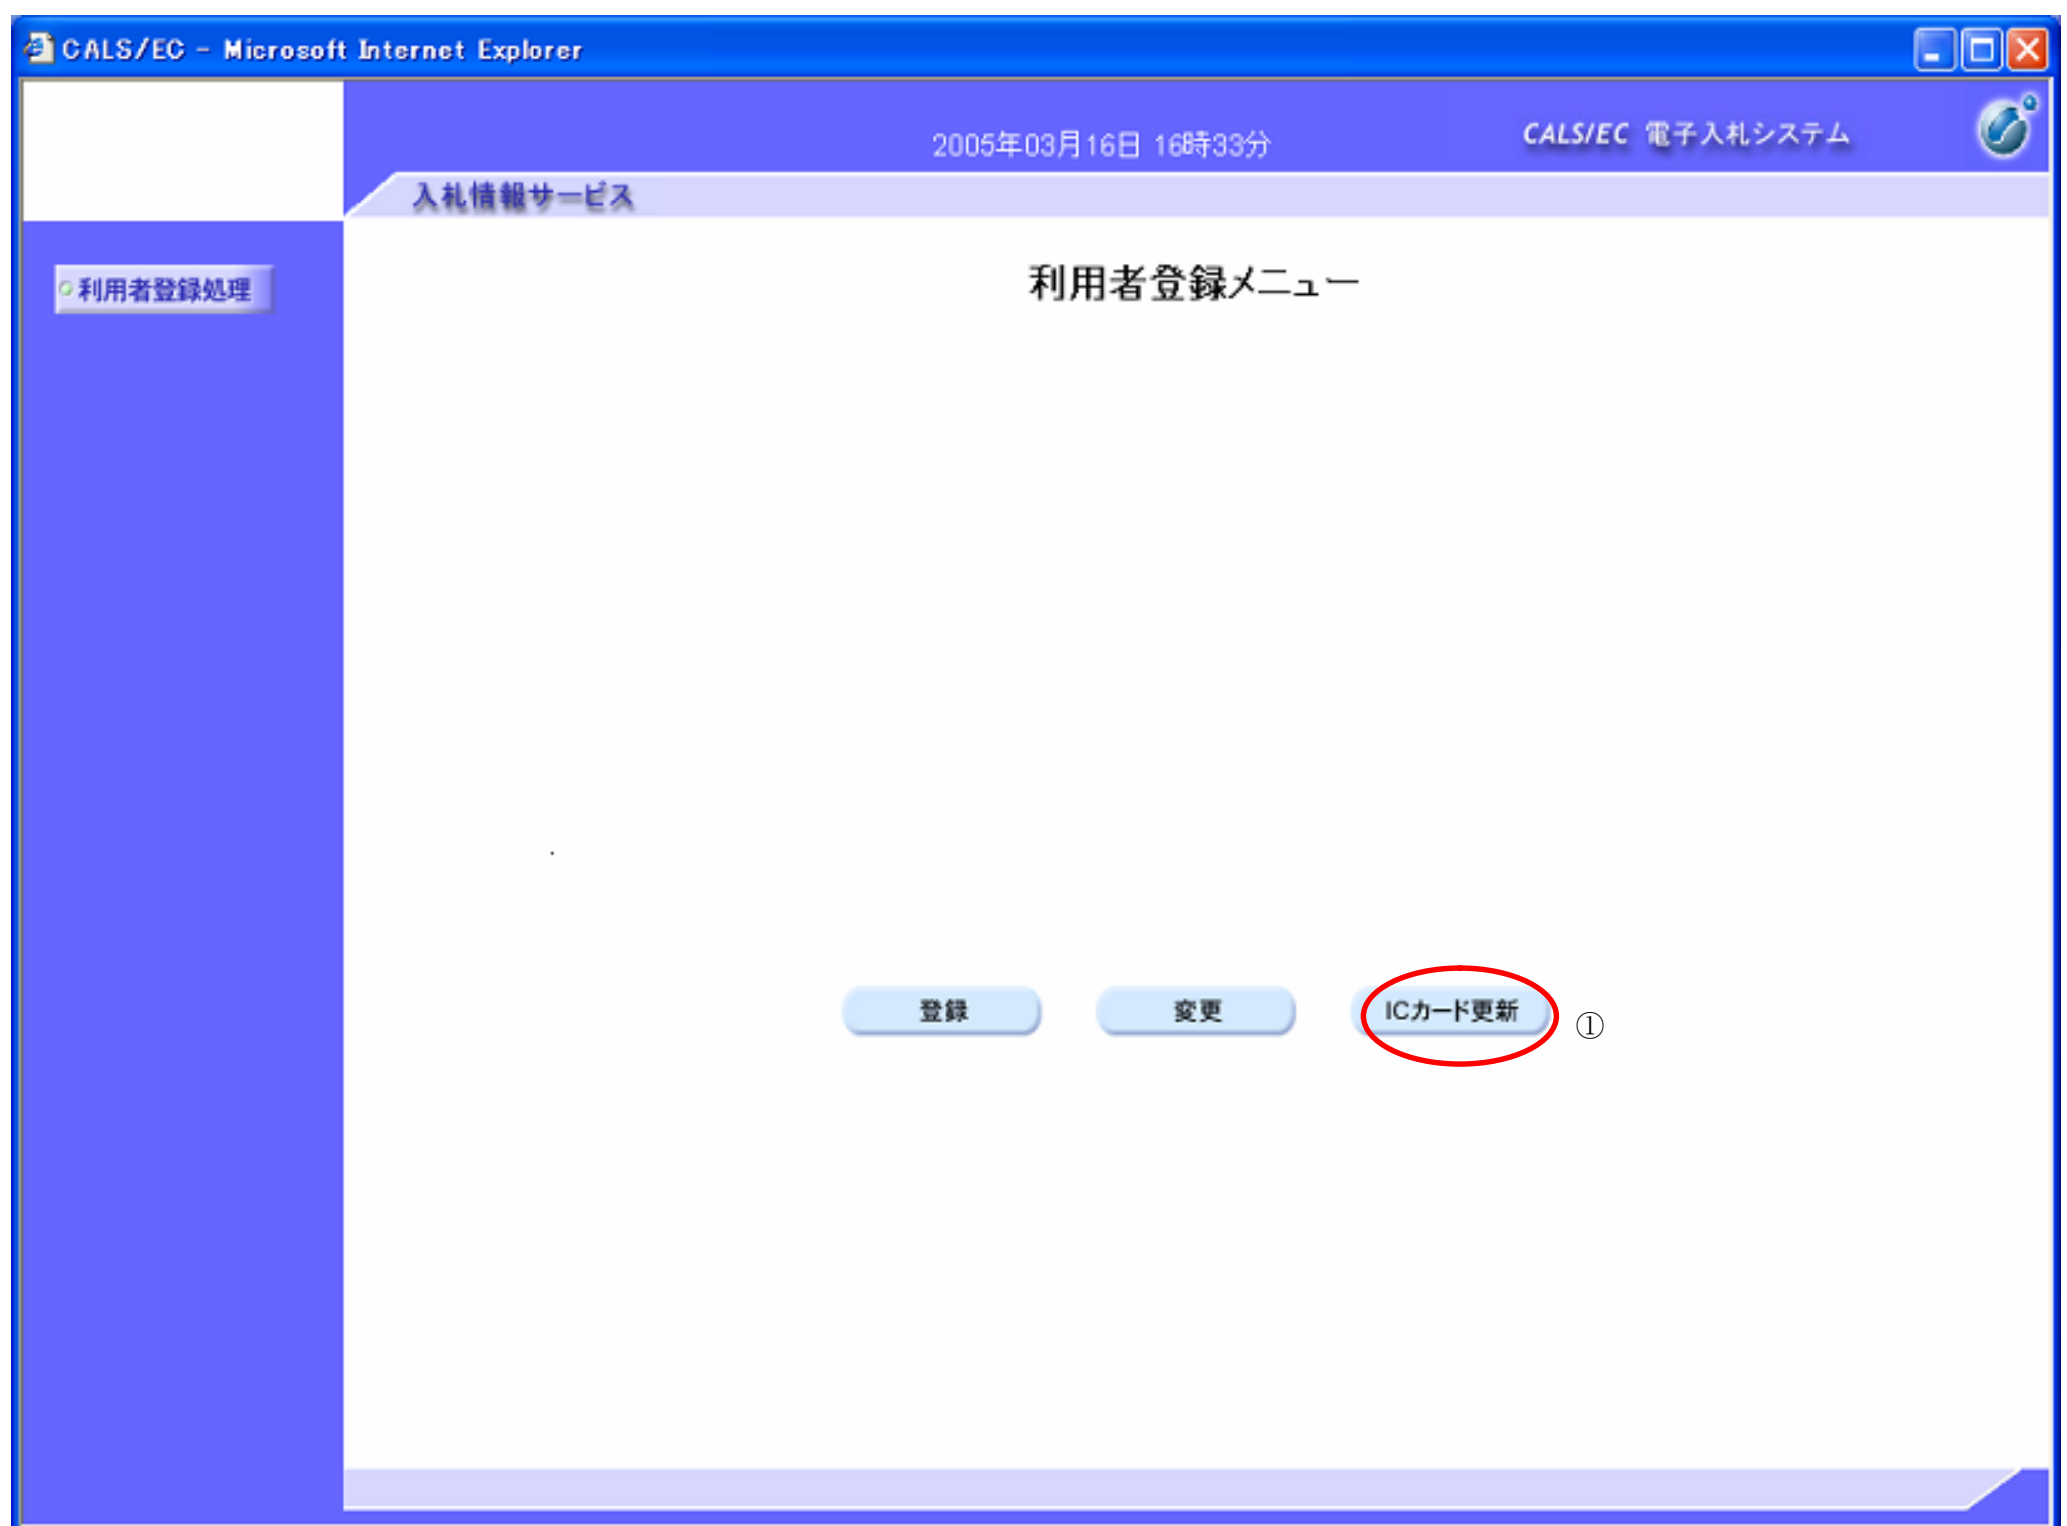 CALS/EC - Microsoft Internet Explorer
2005年03月16日 16時33分
CALS/EC 電子入札システム
入札情報サービス
利用者登録処理
利用者登録メニュー
登録
変更
ICカード更新
①